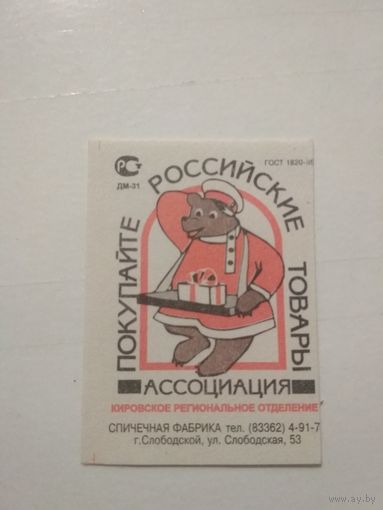 РСТ
ДМ-31
ГОСТ 1820-
ПОКУПАЙТЕ РОССИЙСКИЕ ТОВАРЫ
АССОЦИАЦИЯ
КИРОВСКОЕ РЕГИОНАЛЬНОЕ ОТДЕЛЕНИЕ
СПИЧЕЧНАЯ ФАБРИКА тел. (83362) 4-91-7
г.Слободской, ул. Слободская, 53
www.ay.by